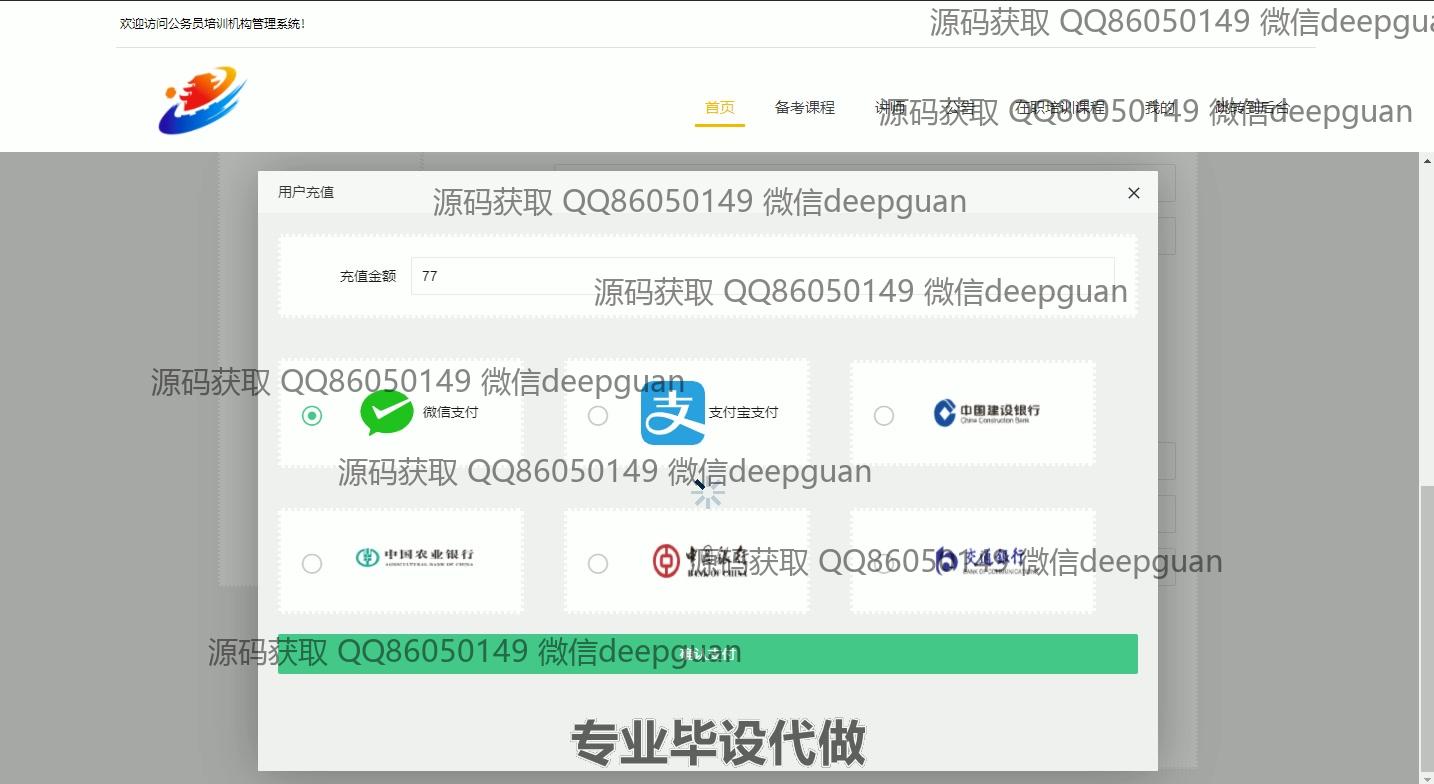 欢迎访问公务员培训机构管理系统!
源码获取 QQ86050149 微信deepgua
首页 备考课程 讲师 公告 在职培训课程 我的 跳转到后台
源码获取 QQ86050149 微信deepguan
用户充值
源码获取 QQ86050149 微信deepguan
充值金额 77
源码获取 QQ86050149 微信deepguan
源码获取 QQ86050149 微信deepguan
微信支付 支付宝支付 中国建设银行
China Construction Bank
源码获取 QQ86050149 微信deepguan
中国农业银行 中国银行 交通银行
AGRICULTURAL BANK OF CHINA BANK OF CHINA BANK OF COMMUNICATIONS
源码获取 QQ86050149 微信deepguan
源码获取 QQ86050149 微信deepguan
确认支付
专业毕设代做